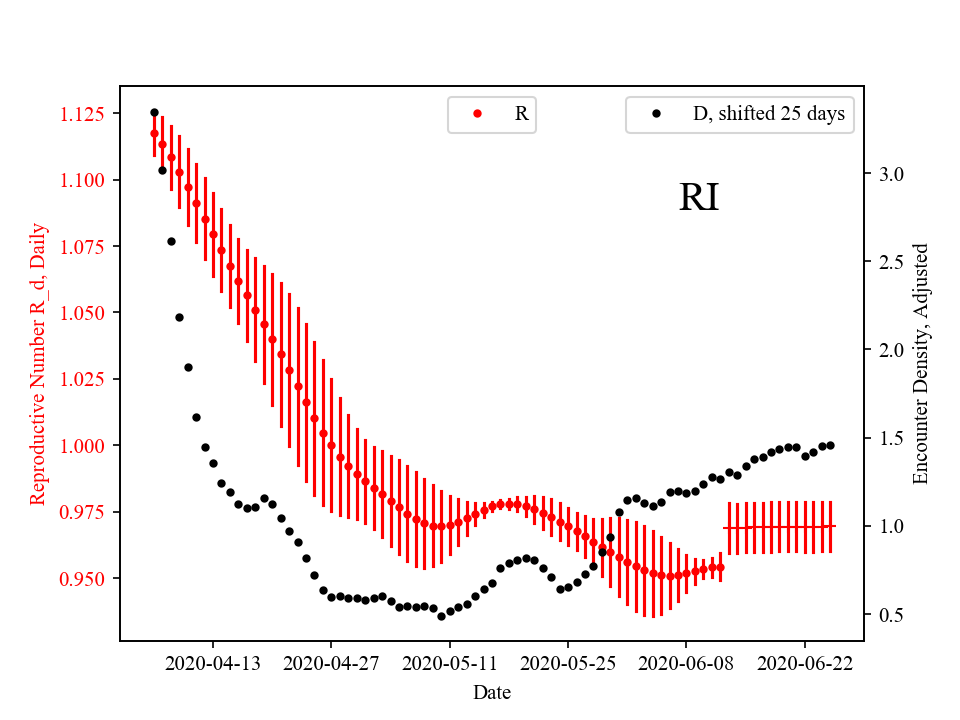 R
D, shifted 25 days
RI
Reproductive Number R_d, Daily
1.125
1.100
1.075
1.050
1.025
1.000
0.975
0.950
3.0
2.5
2.0
1.5
1.0
0.5
Encounter Density, Adjusted
2020-04-13 2020-04-27 2020-05-11 2020-05-25 2020-06-08 2020-06-22
Date